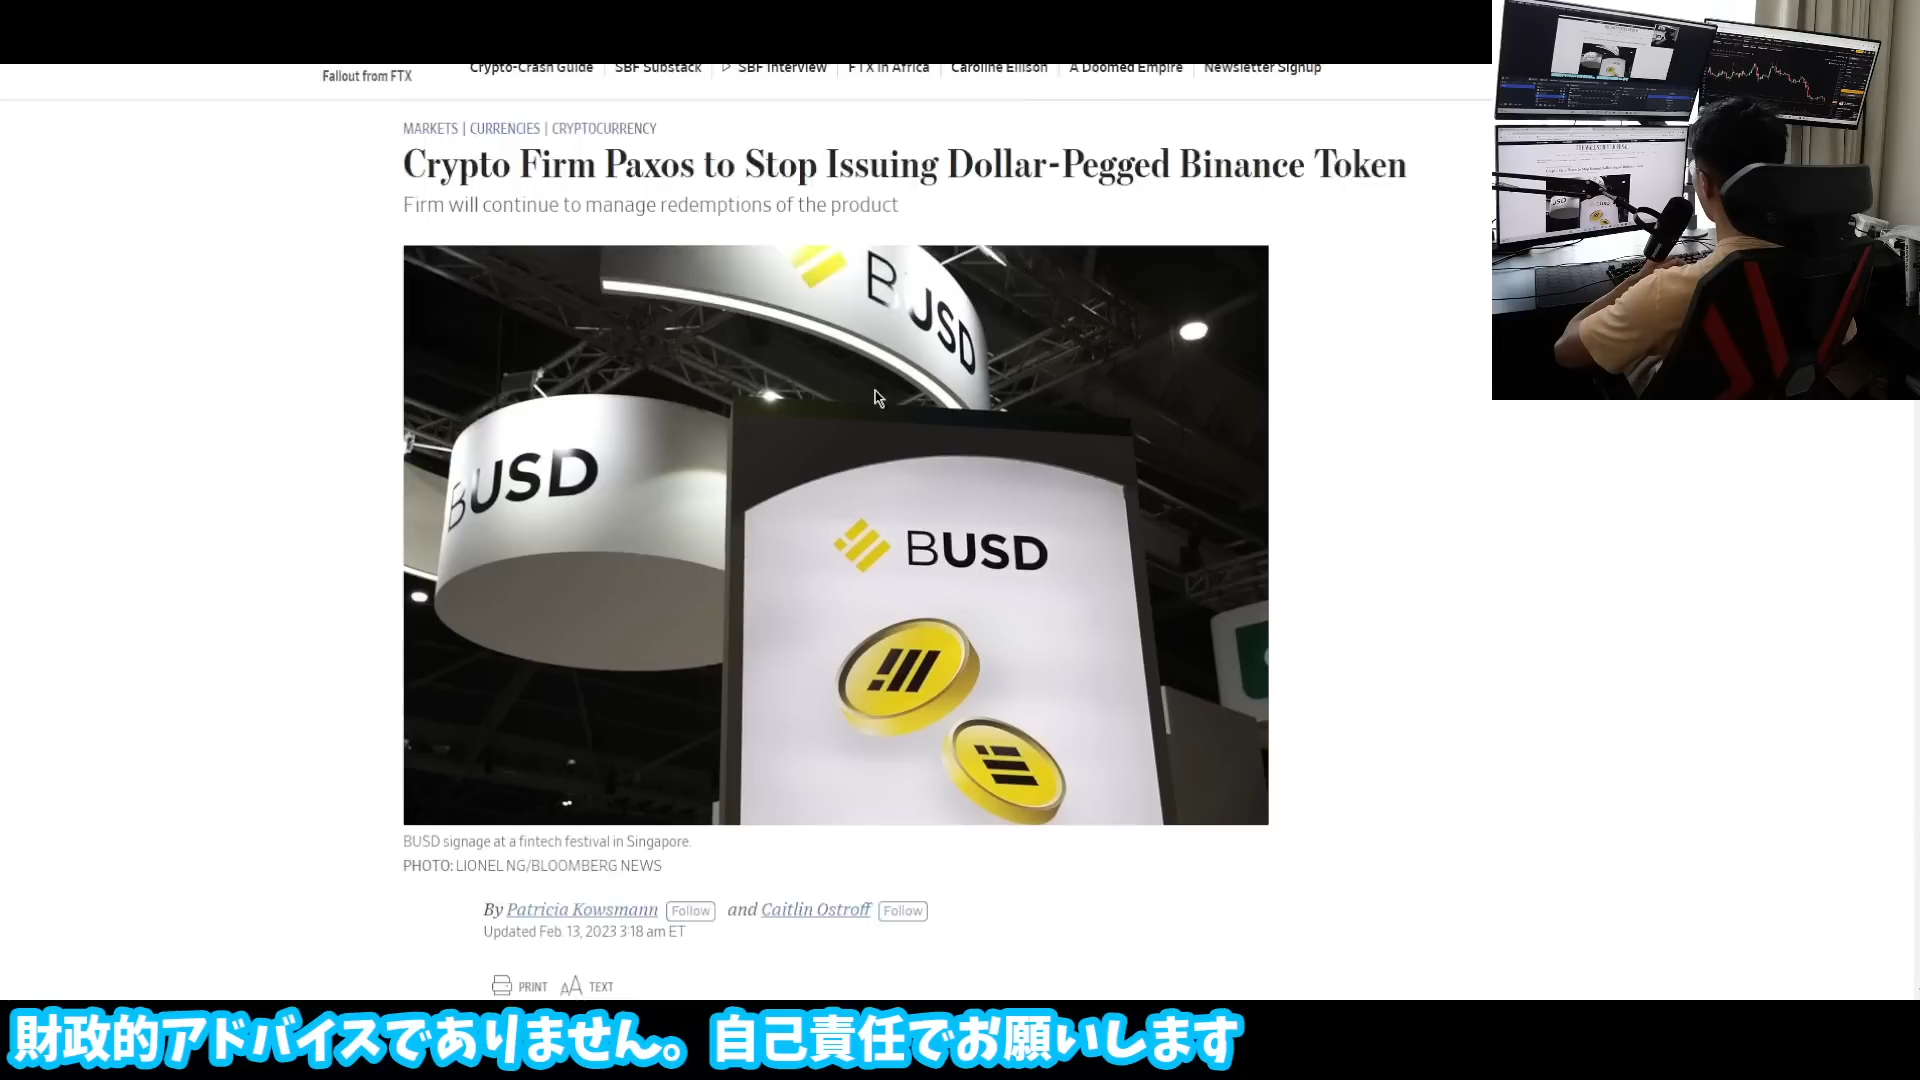 Fallout from FTX
Crypto-Crash Guide
SBF Substack
SBF Interview
FTX in Africa
Caroline Ellison
A Doomed Empire
Newsletter Signup
MARKETS | CURRENCIES | CRYPTOCURRENCY
Crypto Firm Paxos to Stop Issuing Dollar-Pegged Binance Token
Firm will continue to manage redemptions of the product
BUSD
BUSD
BUSD
BUSD signage at a fintech festival in Singapore.
PHOTO: LIONEL NG/BLOOMBERG NEWS
By Patricia Kowsmann Follow and Caitlin Ostroff Follow
Updated Feb. 13, 2023 3:18 am ET
PRINT AA TEXT
財政的アドバイスでありません。自己責任でお願いします